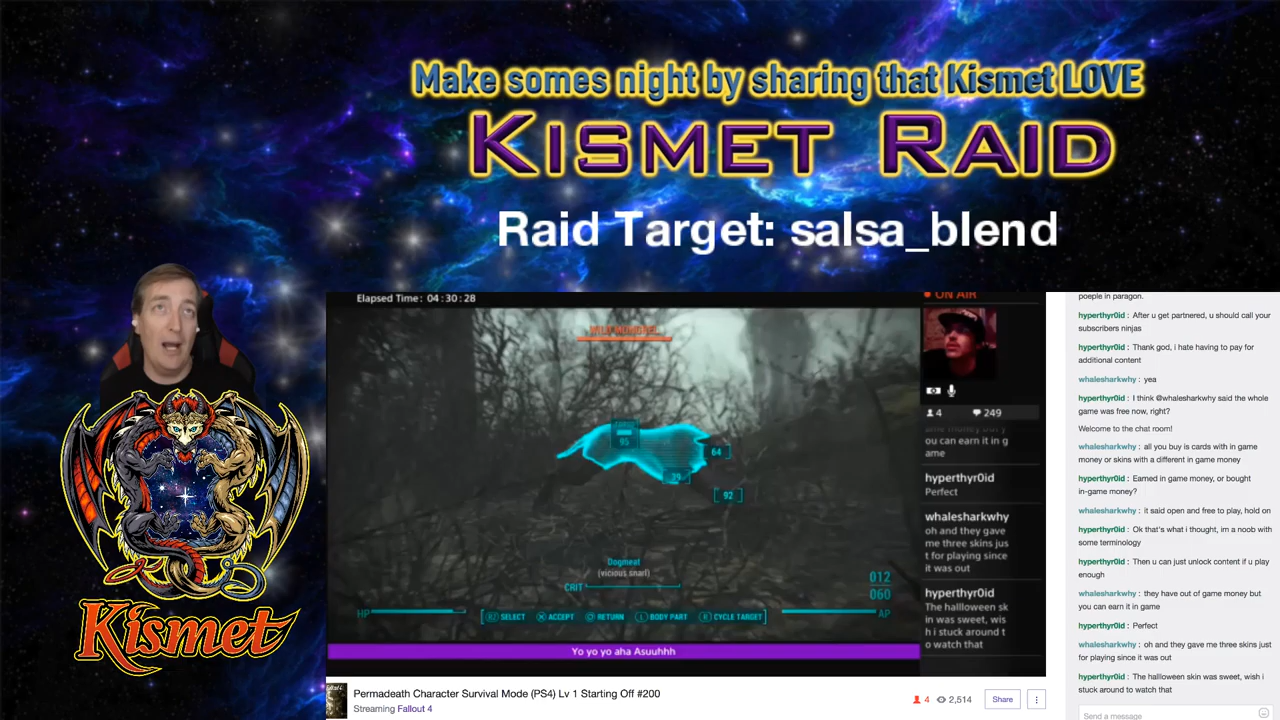 Make somes night by sharing that Kismet LOVE
KISMET RAID
Raid Target: salsa_blend
Kismet
Elapsed Time: 04:30:28
WILD MONGREL
95
64
39
92
Dogmeat
(vicious snarl)
CRIT
012
060
HP
AP
R2) SELECT
X) ACCEPT
O) RETURN
L) BODY PART
R) CYCLE TARGET
Yo yo yo aha Asuuhhh
ON AIR
4
249
ame money but y
ou can earn it in g
ame
hyperthyr0id
Perfect
whalesharkwhy
oh and they gave
me three skins jus
t for playing since
it was out
hyperthyr0id
The hallloween sk
in was sweet, wis
h i stuck around t
o watch that
Permadeath Character Survival Mode (PS4) Lv 1 Starting Off #200
Streaming Fallout 4
4
2,514
Share
poeple in paragon.
hyperthyr0id : After u get partnered, u should call your
subscribers ninjas
hyperthyr0id : Thank god, i hate having to pay for
additional content
whalesharkwhy : yea
hyperthyr0id : I think @whalesharkwhy said the whole
game was free now, right?
Welcome to the chat room!
whalesharkwhy : all you buy is cards with in game
money or skins with a different in game money
hyperthyr0id : Earned in game money, or bought
in-game money?
whalesharkwhy : it said open and free to play, hold on
hyperthyr0id : Ok that's what i thought, im a noob with
some terminology
hyperthyr0id : Then u can just unlock content if u play
enough
whalesharkwhy : they have out of game money but
you can earn it in game
hyperthyr0id : Perfect
whalesharkwhy : oh and they gave me three skins just
for playing since it was out
hyperthyr0id : The hallloween skin was sweet, wish i
stuck around to watch that
Send a message